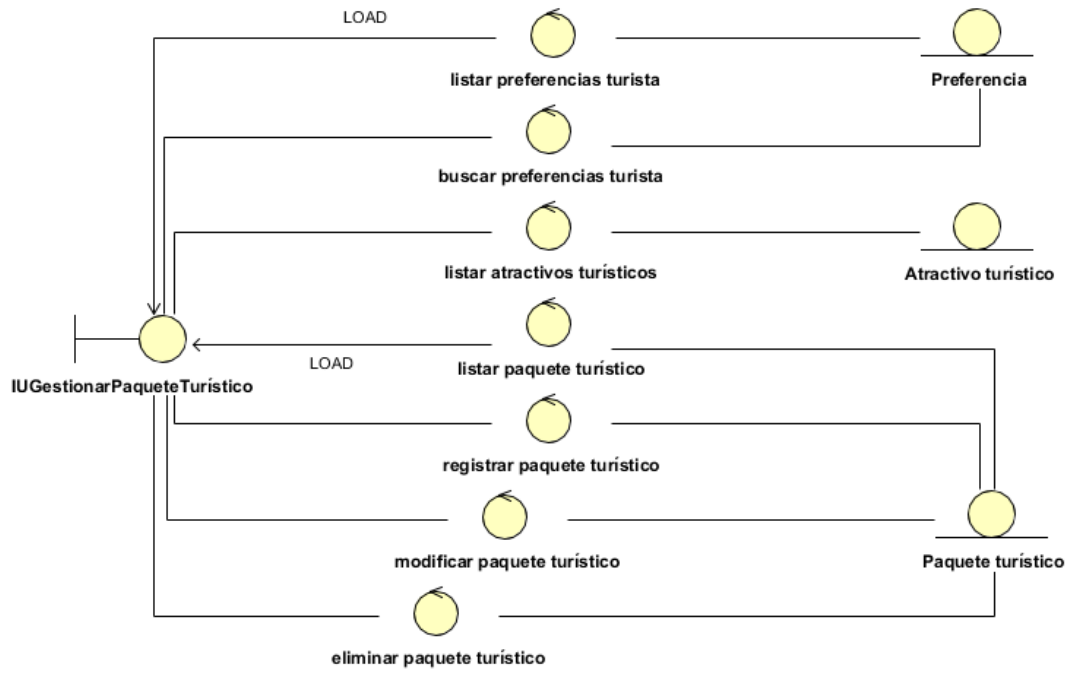 LOAD
listar preferencias turista
Preferencia
buscar preferencias turista
listar atractivos turísticos
Atractivo turístico
LOAD
listar paquete turístico
IUGestionarPaqueteTurístico
registrar paquete turístico
modificar paquete turístico
Paquete turístico
eliminar paquete turístico